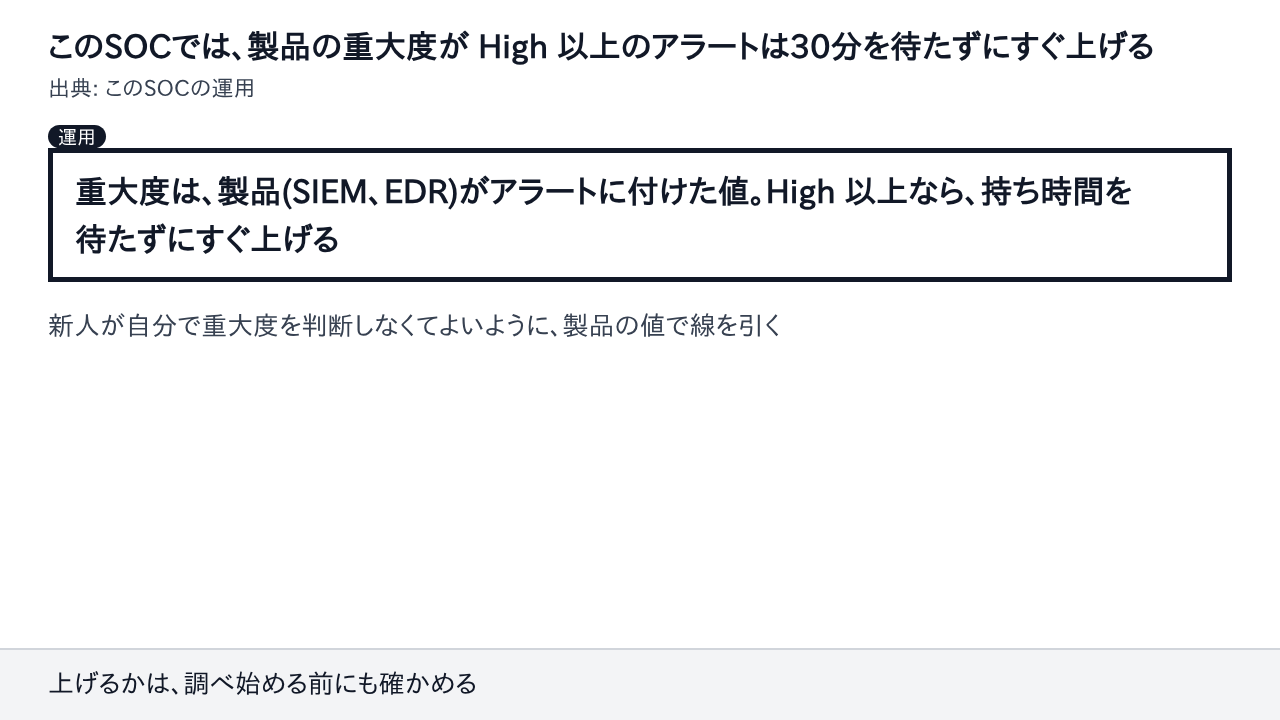 このSOCでは、製品の重大度が High 以上のアラートは30分を待たずにすぐ上げる
出典: このSOCの運用
運用
重大度は、製品(SIEM、EDR)がアラートに付けた値。High 以上なら、持ち時間を
待たずにすぐ上げる
新人が自分で重大度を判断しなくてよいように、製品の値で線を引く
上げるかは、調べ始める前にも確かめる